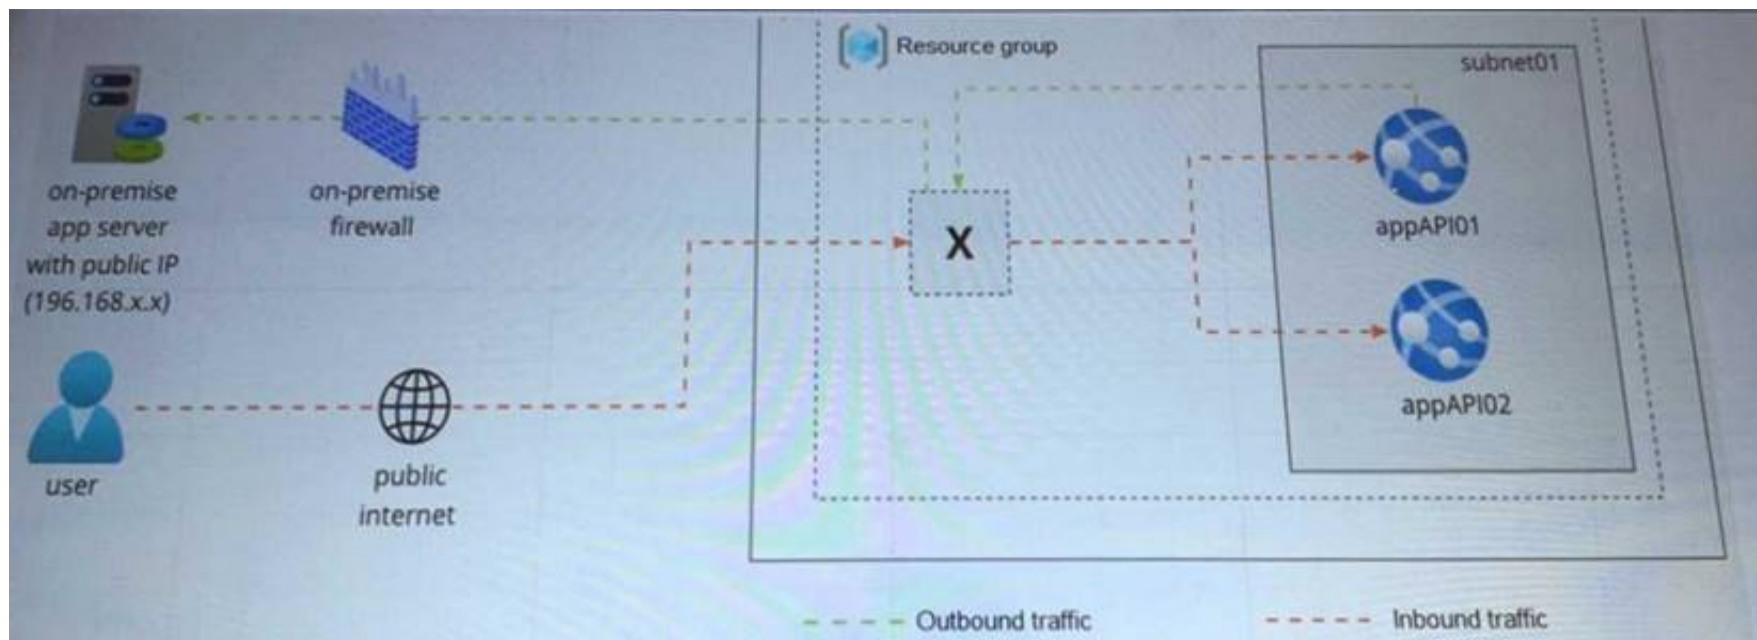 Resource group
subnet01
on-premise
app server
with public IP
(196.168.x.x)
on-premise
firewall
appAPI01
X
appAPI02
user
public
internet
Outbound traffic
Inbound traffic